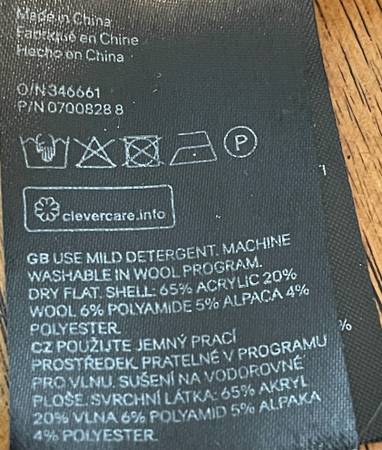 Made in China
Fabriqué en Chine
Hecho en China
O/N 346661
P/N 0700828 8
P
clevercare.info
GB USE MILD DETERGENT. MACHINE
WASHABLE IN WOOL PROGRAM.
DRY FLAT. SHELL: 65% ACRYLIC 20%
WOOL 6% POLYAMIDE 5% ALPACA 4%
POLYESTER.
CZ POUŽIJTE JEMNÝ PRACÍ
PROSTŘEDEK. PRATELNÉ V PROGRAMU
PRO VLNU. SUŠENÍ NA VODOROVNÉ
PLOŠE. SVRCHNÍ LÁTKA: 65% AKRYL
20% VLNA 6% POLYAMID 5% ALPAKA
4% POLYESTER.
%